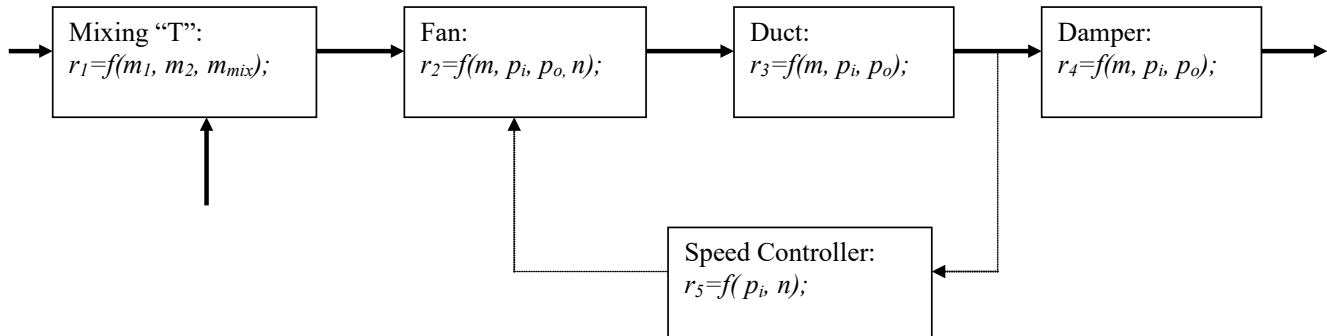 Mixing “T”:
r₁=f(m₁, m₂, mₘᵢₓ);
Fan:
r₂=f(m, pᵢ, pₒ, n);
Duct:
r₃=f(m, pᵢ, pₒ);
Damper:
r₄=f(m, pᵢ, pₒ);
Speed Controller:
r₅=f( pᵢ, n);